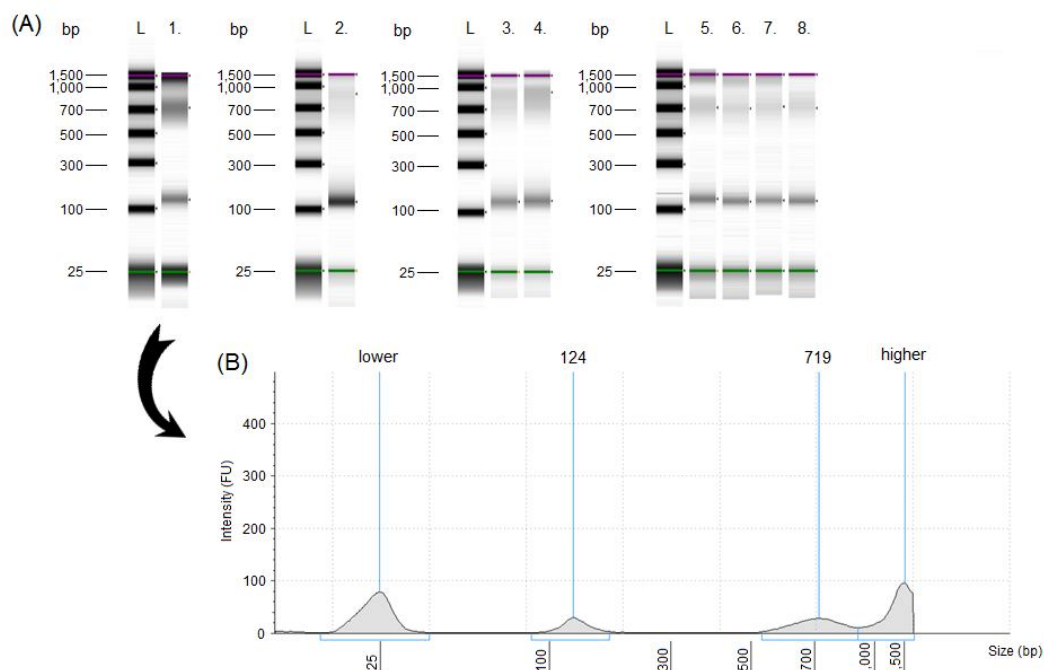 (A) bp L 1. bp L 2. bp L 3. 4. bp L 5. 6. 7. 8.
1,500 1,500 1,500 1,500
1,000 1,000 1,000 1,000
700 700 700 700
500 500 500 500
300 300 300 300
100 100 100 100
25 25 25 25
(B) lower 124 719 higher
400
300
200
100
0
Intensity (FU)
25 100 300 500 700 ,000 ,500 Size (bp)